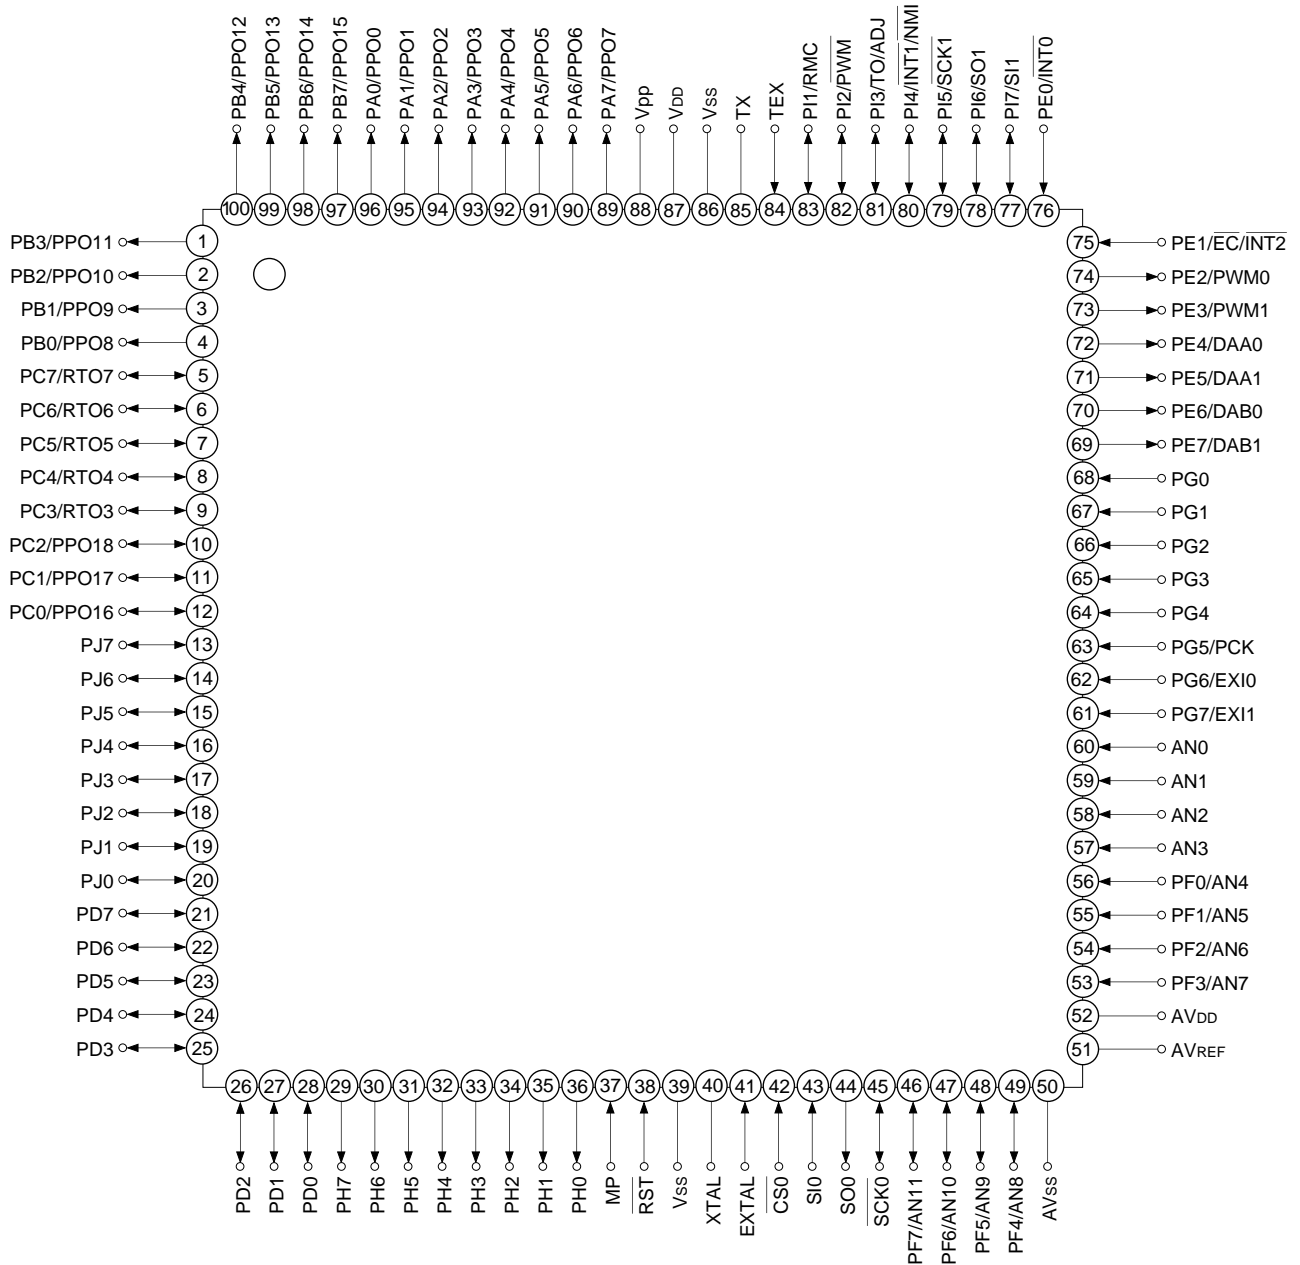 PB4/PPO12
PB5/PPO13
PB6/PPO14
PB7/PPO15
PA0/PPO0
PA1/PPO1
PA2/PPO2
PA3/PPO3
PA4/PPO4
PA5/PPO5
PA6/PPO6
PA7/PPO7
Vpp
VDD
Vss
TX
TEX
PI1/RMC
PI2/PWM
PI3/TO/ADJ
PI4/INT1/NMI
PI5/SCK1
PI6/SO1
PI7/SI1
PE0/INT0
100 99 98 97 96 95 94 93 92 91 90 89 88 87 86 85 84 83 82 81 80 79 78 77 76
PB3/PPO11 1
PB2/PPO10 2
PB1/PPO9 3
PB0/PPO8 4
PC7/RTO7 5
PC6/RTO6 6
PC5/RTO5 7
PC4/RTO4 8
PC3/RTO3 9
PC2/PPO18 10
PC1/PPO17 11
PC0/PPO16 12
PJ7 13
PJ6 14
PJ5 15
PJ4 16
PJ3 17
PJ2 18
PJ1 19
PJ0 20
PD7 21
PD6 22
PD5 23
PD4 24
PD3 25
75 PE1/EC/INT2
74 PE2/PWM0
73 PE3/PWM1
72 PE4/DAA0
71 PE5/DAA1
70 PE6/DAB0
69 PE7/DAB1
68 PG0
67 PG1
66 PG2
65 PG3
64 PG4
63 PG5/PCK
62 PG6/EXI0
61 PG7/EXI1
60 AN0
59 AN1
58 AN2
57 AN3
56 PF0/AN4
55 PF1/AN5
54 PF2/AN6
53 PF3/AN7
52 AVDD
51 AVREF
26 27 28 29 30 31 32 33 34 35 36 37 38 39 40 41 42 43 44 45 46 47 48 49 50
PD2
PD1
PD0
PH7
PH6
PH5
PH4
PH3
PH2
PH1
PH0
MP
RST
Vss
XTAL
EXTAL
CS0
SI0
SO0
SCK0
PF7/AN11
PF6/AN10
PF5/AN9
PF4/AN8
AVss